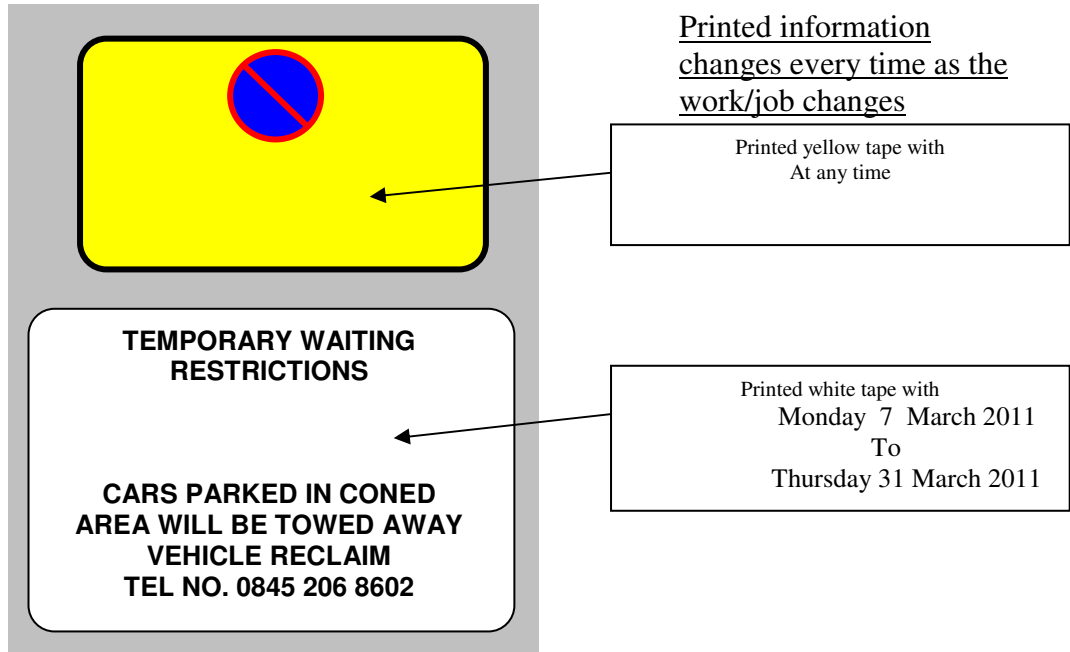 Printed information
changes every time as the
work/job changes
Printed yellow tape with
At any time
TEMPORARY WAITING
RESTRICTIONS
CARS PARKED IN CONED
AREA WILL BE TOWED AWAY
VEHICLE RECLAIM
TEL NO. 0845 206 8602
Printed white tape with
Monday 7 March 2011
To
Thursday 31 March 2011